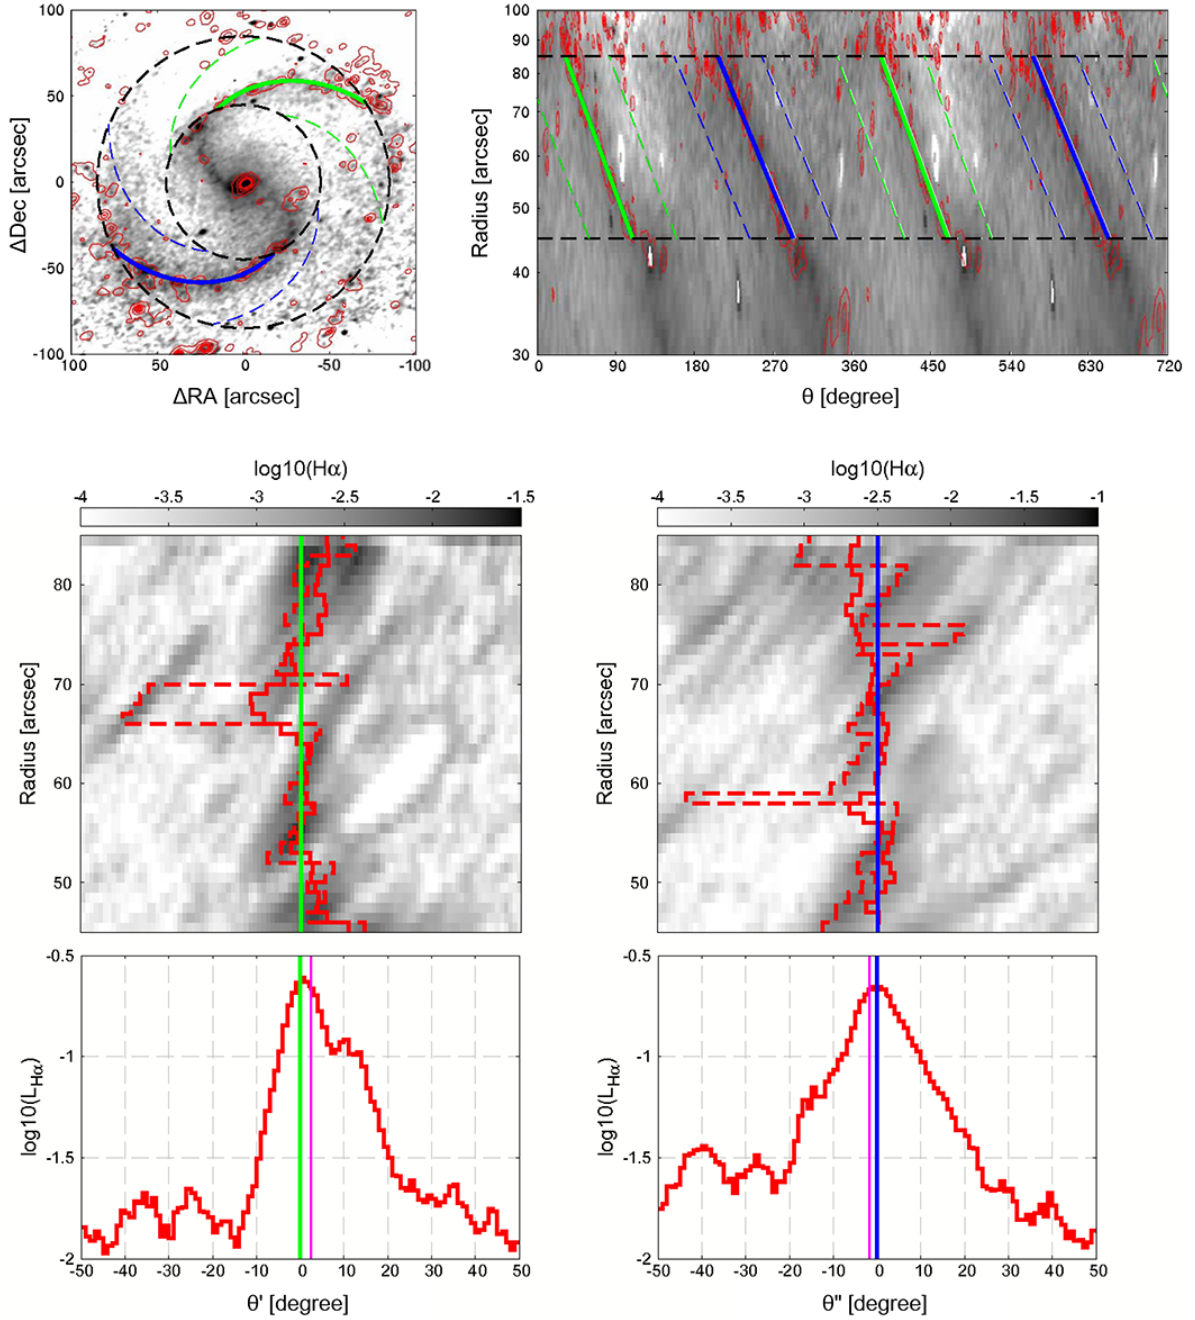 100
50
0
-50
-100
ΔDec [arcsec]
100 50 0 -50 -100
ΔRA [arcsec]
100
90
80
70
60
50
40
30
Radius [arcsec]
0 90 180 270 360 450 540 630 720
θ [degree]
log10(Hα)
-4 -3.5 -3 -2.5 -2 -1.5
80
70
60
50
Radius [arcsec]
log10(Hα)
-4 -3.5 -3 -2.5 -2 -1.5 -1
80
70
60
50
Radius [arcsec]
-0.5
-1
-1.5
-2
log10(LHα)
-50 -40 -30 -20 -10 0 10 20 30 40 50
θ' [degree]
-0.5
-1
-1.5
-2
log10(LHα)
-50 -40 -30 -20 -10 0 10 20 30 40 50
θ" [degree]